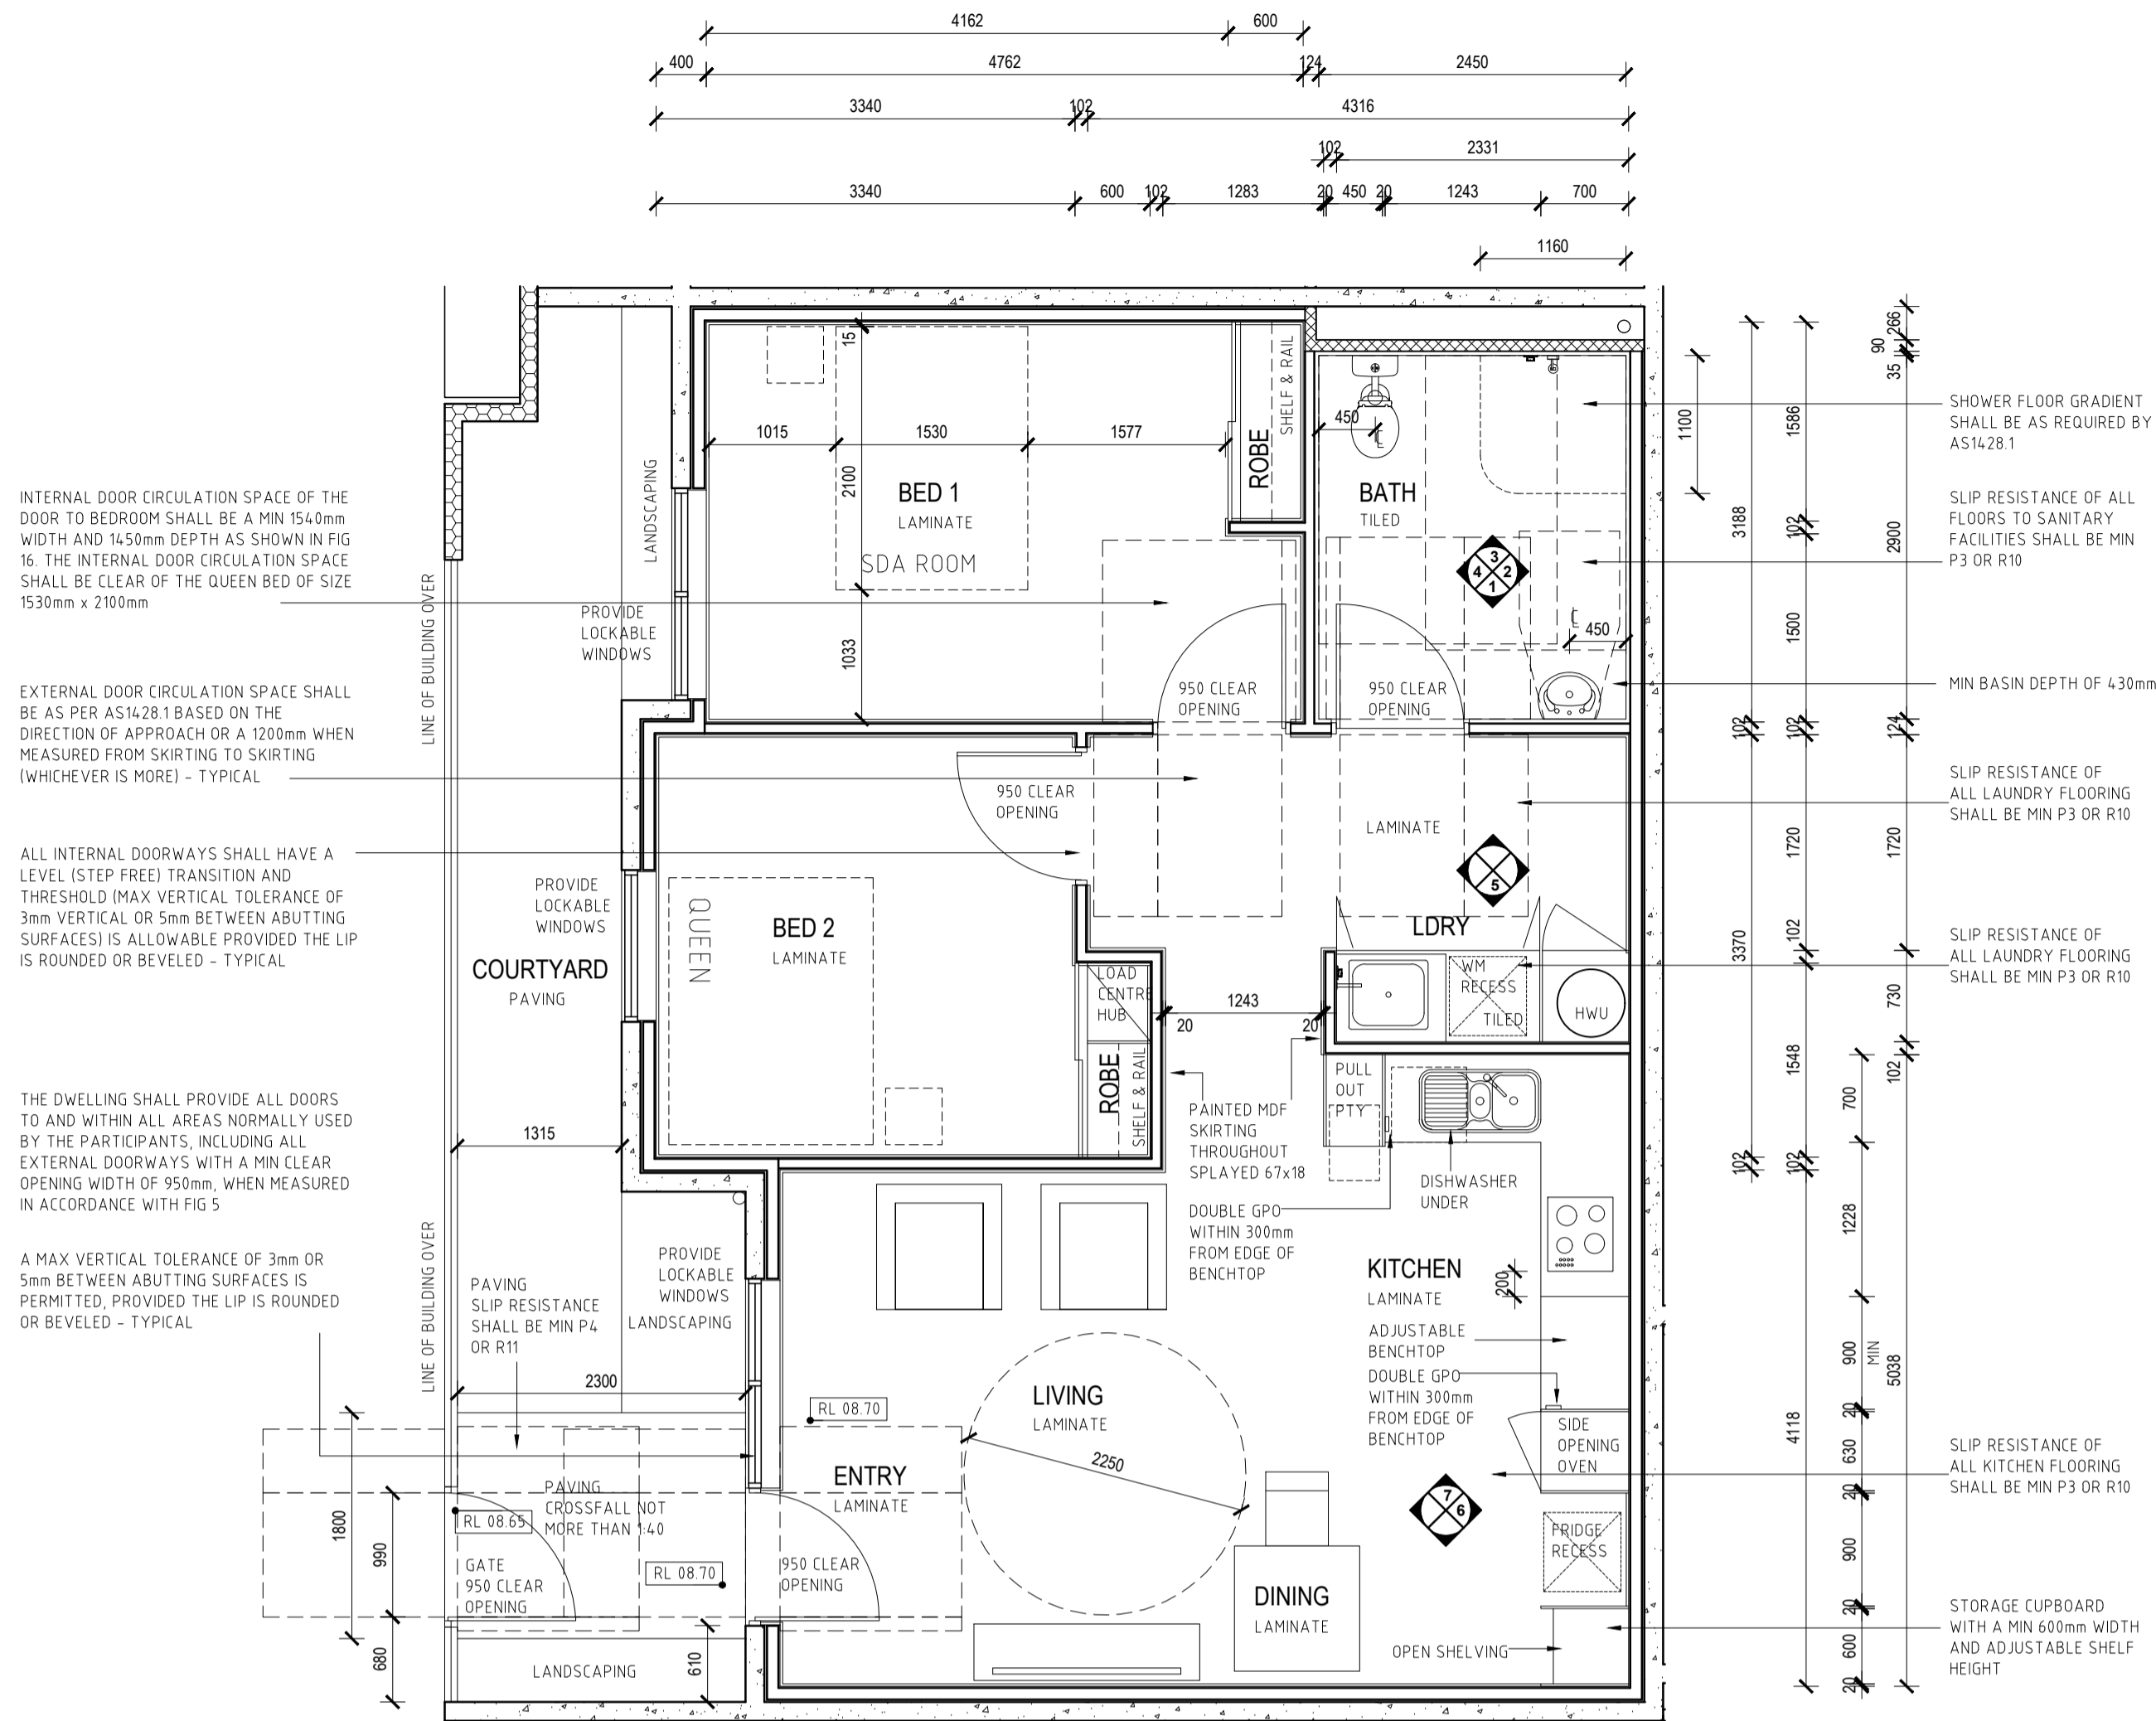 4162
600
400
4762
124
2450
3340
102
4316
102
2331
3340
600
102
1283
20
450
20
1243
700
1160
INTERNAL DOOR CIRCULATION SPACE OF THE
DOOR TO BEDROOM SHALL BE A MIN 1540mm
WIDTH AND 1450mm DEPTH AS SHOWN IN FIG
16. THE INTERNAL DOOR CIRCULATION SPACE
SHALL BE CLEAR OF THE QUEEN BED OF SIZE
1530mm x 2100mm
EXTERNAL DOOR CIRCULATION SPACE SHALL
BE AS PER AS1428.1 BASED ON THE
DIRECTION OF APPROACH OR A 1200mm WHEN
MEASURED FROM SKIRTING TO SKIRTING
(WHICHEVER IS MORE) - TYPICAL
ALL INTERNAL DOORWAYS SHALL HAVE A
LEVEL (STEP FREE) TRANSITION AND
THRESHOLD (MAX VERTICAL TOLERANCE OF
3mm VERTICAL OR 5mm BETWEEN ABUTTING
SURFACES) IS ALLOWABLE PROVIDED THE LIP
IS ROUNDED OR BEVELED - TYPICAL
THE DWELLING SHALL PROVIDE ALL DOORS
TO AND WITHIN ALL AREAS NORMALLY USED
BY THE PARTICIPANTS, INCLUDING ALL
EXTERNAL DOORWAYS WITH A MIN CLEAR
OPENING WIDTH OF 950mm, WHEN MEASURED
IN ACCORDANCE WITH FIG 5
A MAX VERTICAL TOLERANCE OF 3mm OR
5mm BETWEEN ABUTTING SURFACES IS
PERMITTED, PROVIDED THE LIP IS ROUNDED
OR BEVELED - TYPICAL
LINE OF BUILDING OVER
LINE OF BUILDING OVER
LANDSCAPING
PROVIDE
LOCKABLE
WINDOWS
PROVIDE
LOCKABLE
WINDOWS
COURTYARD
PAVING
1315
PROVIDE
LOCKABLE
WINDOWS
LANDSCAPING
PAVING
SLIP RESISTANCE
SHALL BE MIN P4
OR R11
2300
PAVING
CROSSFALL NOT
MORE THAN 1:40
RL 08.65
RL 08.70
RL 08.70
GATE
950 CLEAR
OPENING
LANDSCAPING
1800
990
680
610
15
1015
1530
1577
2100
1033
BED 1
LAMINATE
SDA ROOM
ROBE
SHELF & RAIL
950 CLEAR
OPENING
950 CLEAR
OPENING
950 CLEAR
OPENING
450
BATH
TILED
3
4 2
1
450
LAMINATE
5
LDRY
WM
RECESS
TILED
HWU
QUEEN
BED 2
LAMINATE
LOAD
CENTRE
HUB
ROBE
SHELF & RAIL
1243
20
20
PAINTED MDF
SKIRTING
THROUGHOUT
SPLAYED 67x18
DOUBLE GPO
WITHIN 300mm
FROM EDGE OF
BENCHTOP
PULL
OUT
PTY
DISHWASHER
UNDER
KITCHEN
LAMINATE
200
ADJUSTABLE
BENCHTOP
DOUBLE GPO
WITHIN 300mm
FROM EDGE OF
BENCHTOP
SIDE
OPENING
OVEN
7
6
FRIDGE
RECESS
OPEN SHELVING
LIVING
LAMINATE
2250
ENTRY
LAMINATE
950 CLEAR
OPENING
DINING
LAMINATE
1100
3188
102
3370
102
1586
102
1500
102
1720
102
1548
102
4118
700
1228
900
MIN
20
630
20
900
20
600
20
266
90
35
2900
124
1720
730
102
5038
SHOWER FLOOR GRADIENT
SHALL BE AS REQUIRED BY
AS1428.1
SLIP RESISTANCE OF ALL
FLOORS TO SANITARY
FACILITIES SHALL BE MIN
P3 OR R10
MIN BASIN DEPTH OF 430mm
SLIP RESISTANCE OF
ALL LAUNDRY FLOORING
SHALL BE MIN P3 OR R10
SLIP RESISTANCE OF
ALL LAUNDRY FLOORING
SHALL BE MIN P3 OR R10
SLIP RESISTANCE OF
ALL KITCHEN FLOORING
SHALL BE MIN P3 OR R10
STORAGE CUPBOARD
WITH A MIN 600mm WIDTH
AND ADJUSTABLE SHELF
HEIGHT